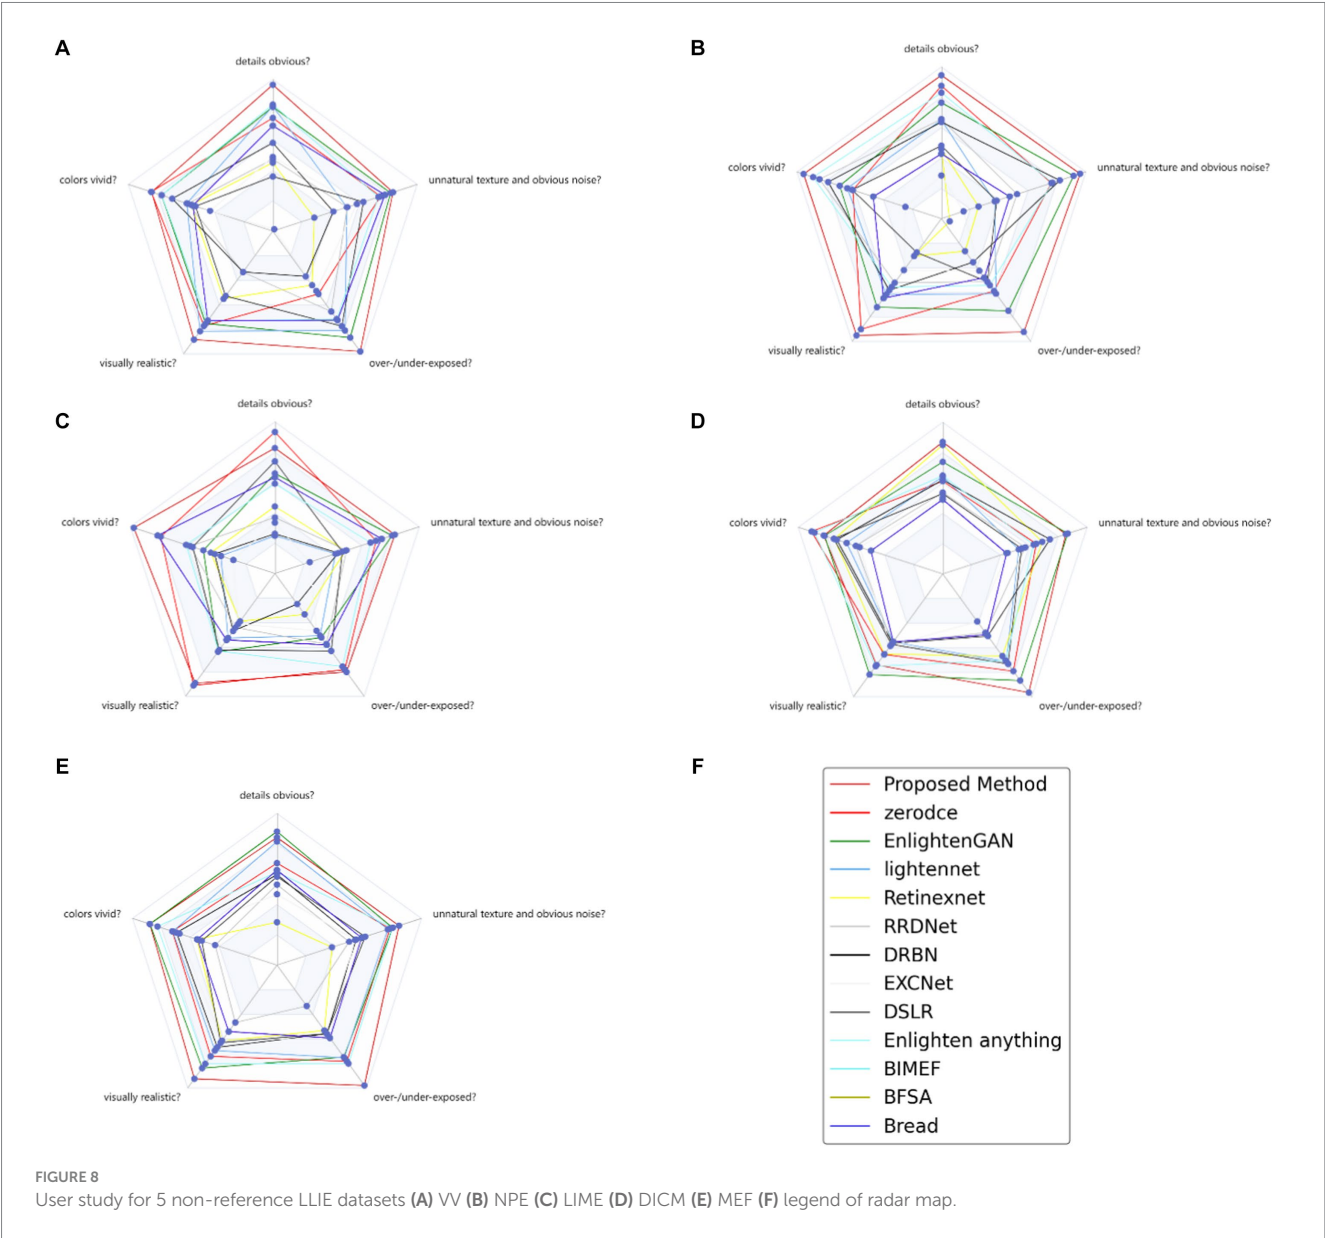 A
details obvious?
colors vivid?
unnatural texture and obvious noise?
visually realistic?
over-/under-exposed?
B
details obvious?
colors vivid?
unnatural texture and obvious noise?
visually realistic?
over-/under-exposed?
C
details obvious?
colors vivid?
unnatural texture and obvious noise?
visually realistic?
over-/under-exposed?
D
details obvious?
colors vivid?
unnatural texture and obvious noise?
visually realistic?
over-/under-exposed?
E
details obvious?
colors vivid?
unnatural texture and obvious noise?
visually realistic?
over-/under-exposed?
F
Proposed Method
zerodce
EnlightenGAN
lightennet
Retinexnet
RRDNet
DRBN
EXCNet
DSLR
Enlighten anything
BIMEF
BFSA
Bread
FIGURE 8
User study for 5 non-reference LLIE datasets (A) VV (B) NPE (C) LIME (D) DICM (E) MEF (F) legend of radar map.